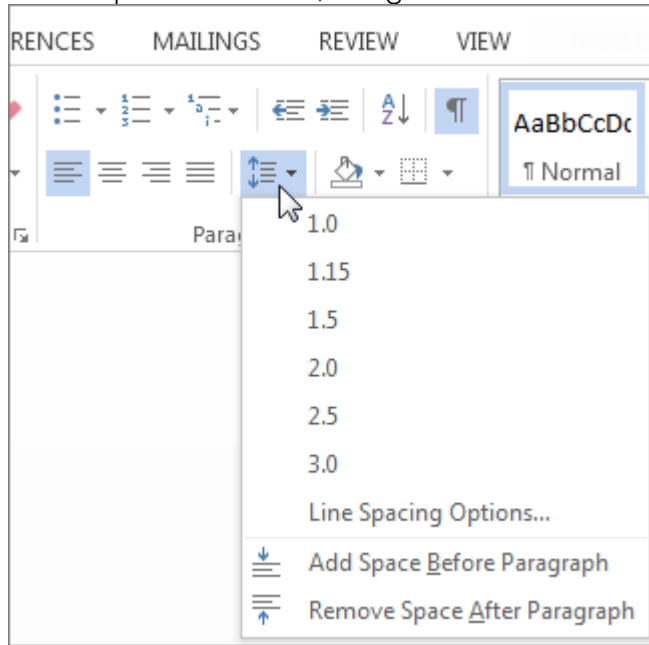 RENCES MAILINGS REVIEW VIEW
AaBbCcDc
¶ Normal
1.0
1.15
1.5
2.0
2.5
3.0
Line Spacing Options...
Add Space Before Paragraph
Remove Space After Paragraph